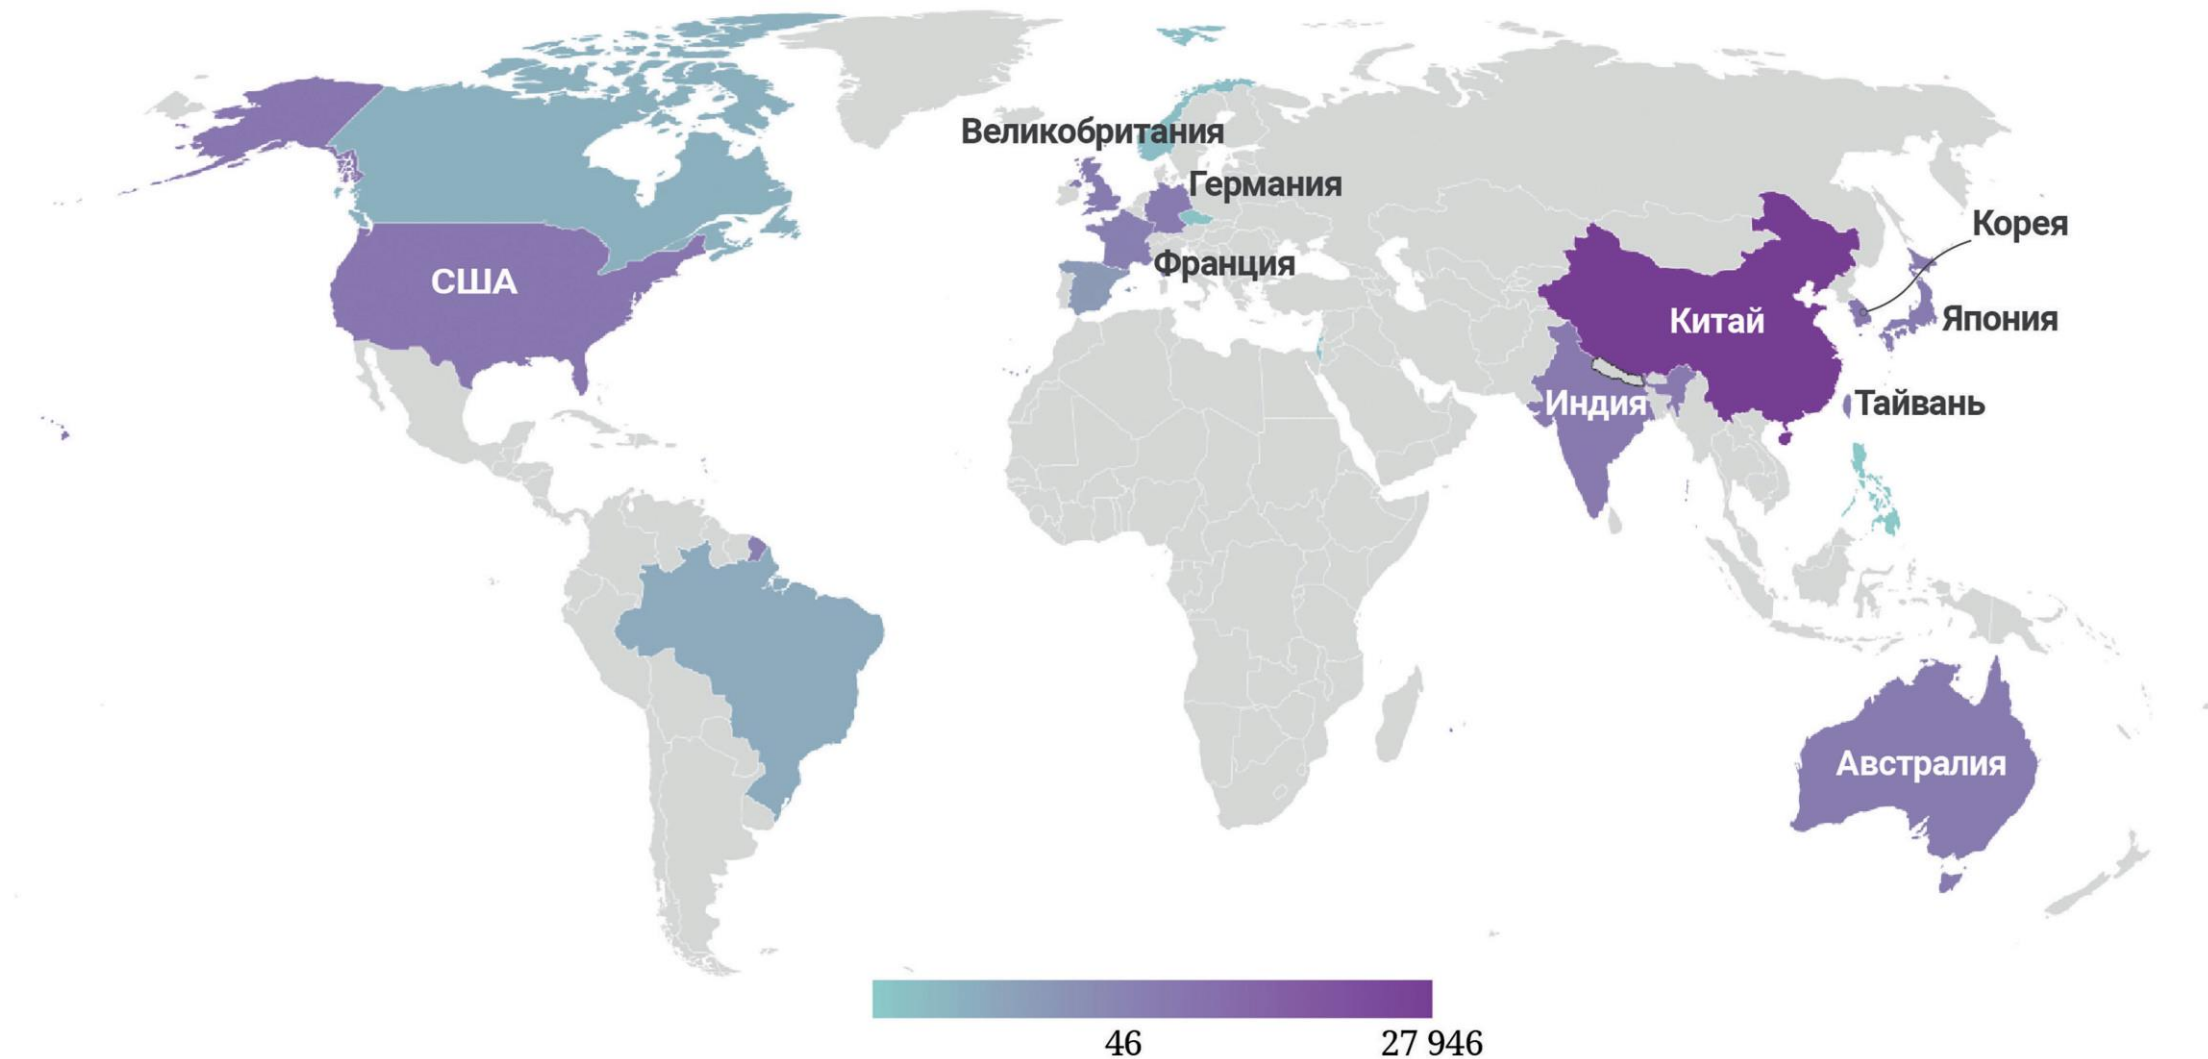 Великобритания
Германия
Корея
Франция
США
Китай
Япония
Индия
Тайвань
Австралия
46
27 946